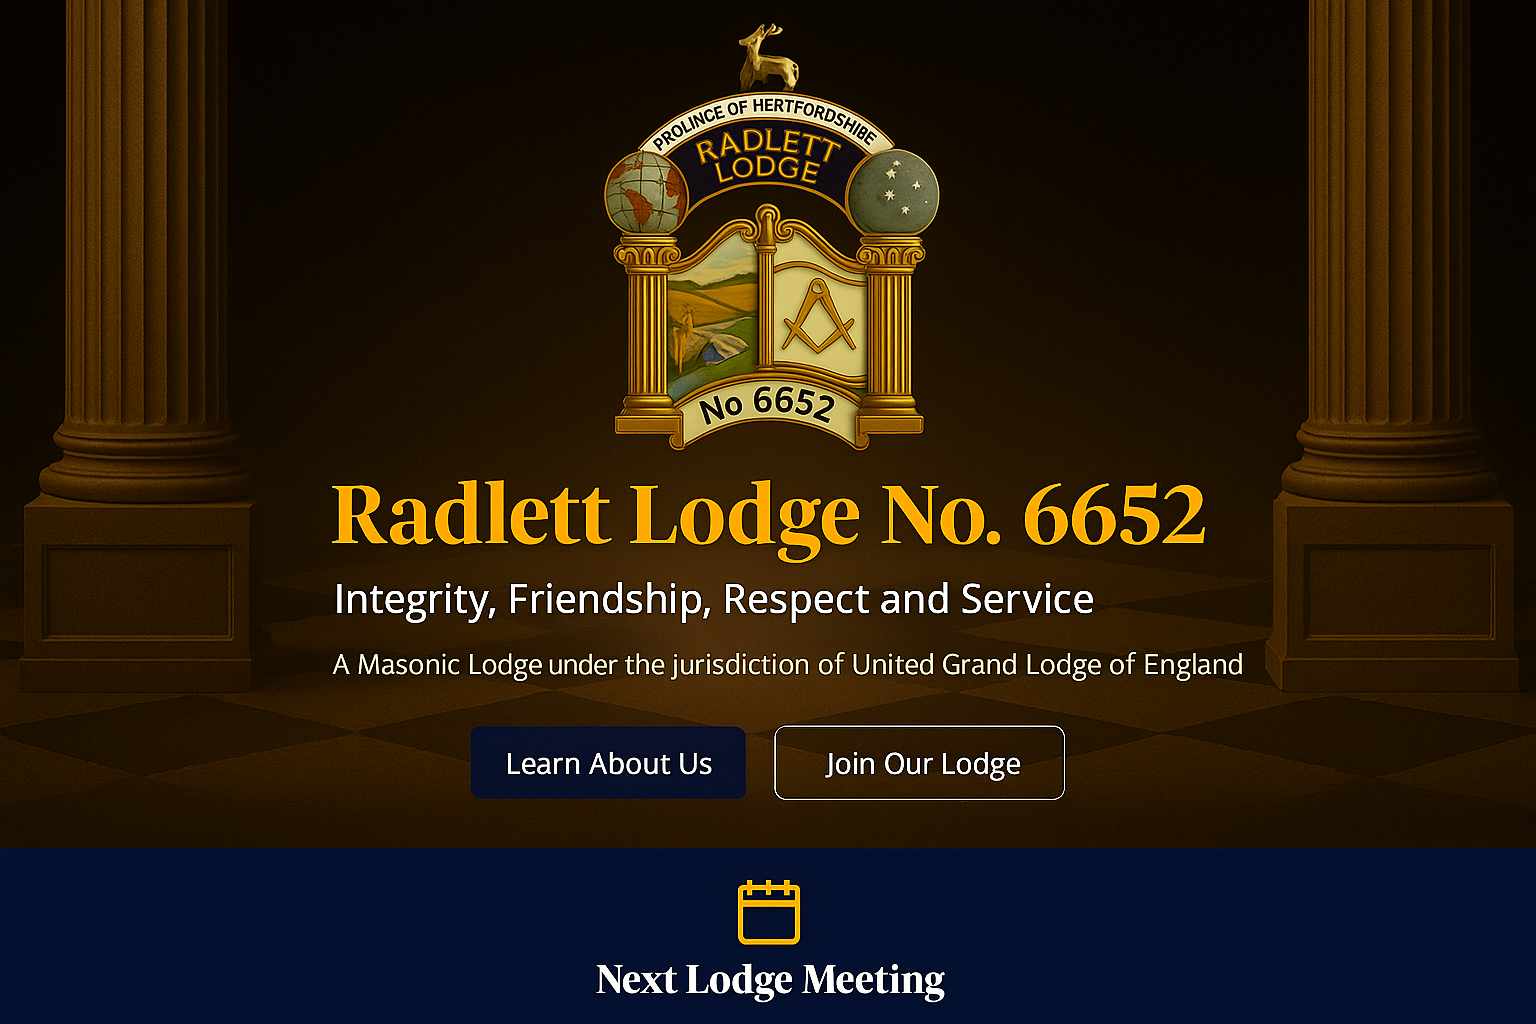 PROLINCE OF HERTFORDSHIBE
RADLETT
LODGE
No 6652
Radlett Lodge No. 6652
Integrity, Friendship, Respect and Service
A Masonic Lodge under the jurisdiction of United Grand Lodge of England
Learn About Us
Join Our Lodge
Next Lodge Meeting